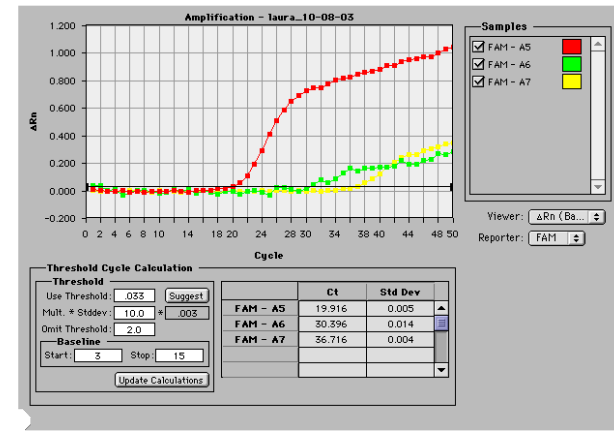 Amplification - laura_10-08-03
1.200
1.000
0.800
0.600
0.400
0.200
0.000
-0.200
ΔRn
0 2 4 6 8 10 14 18 20 24 28 30 34 38 40 44 48 50
Cycle
Samples
FAM - A5
FAM - A6
FAM - A7
Viewer: ΔRn (Ba...
Reporter: FAM
Threshold Cycle Calculation
Threshold
Use Threshold: .033 Suggest
Mult. * Stddev: 10.0 * .003
Omit Threshold: 2.0
Baseline
Start: 3 Stop: 15
Update Calculations
Ct Std Dev
FAM - A5 19.916 0.005
FAM - A6 30.396 0.014
FAM - A7 36.716 0.004